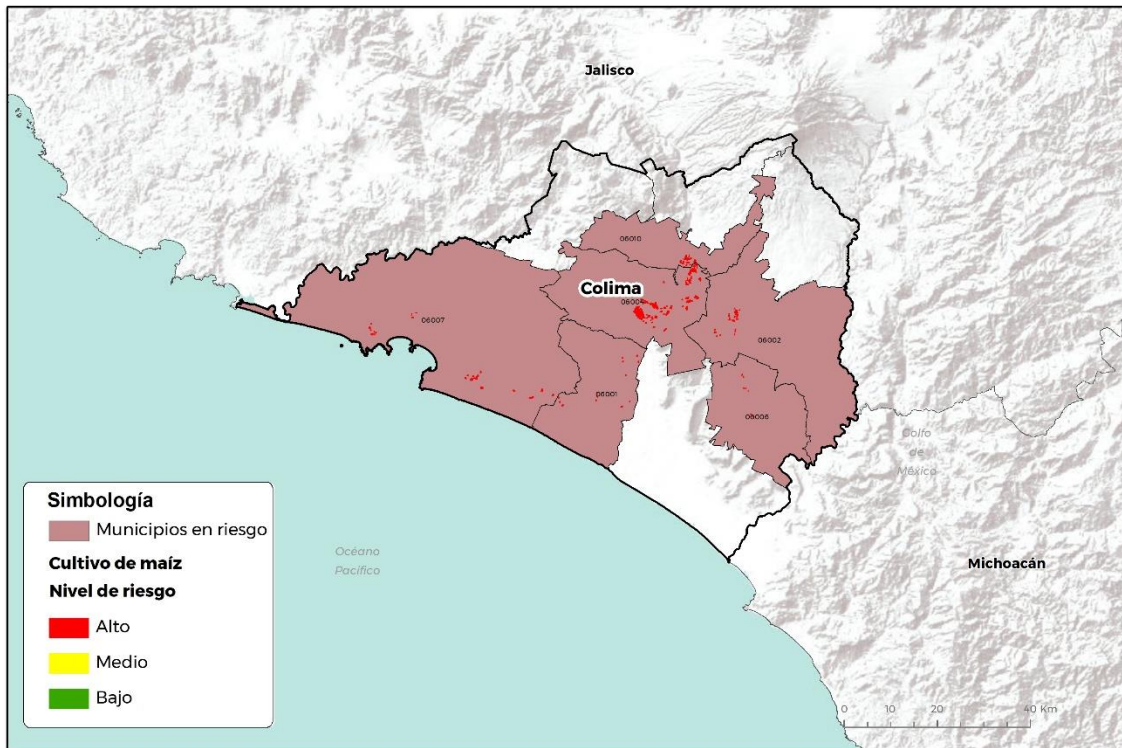 Jalisco
06010
Colima
06004
06007
06002
06001
06006
Golfo
de
México
Océano
Pacífico
Michoacán
Simbología
Municipios en riesgo
Cultivo de maíz
Nivel de riesgo
Alto
Medio
Bajo
0 10 20 40 Km